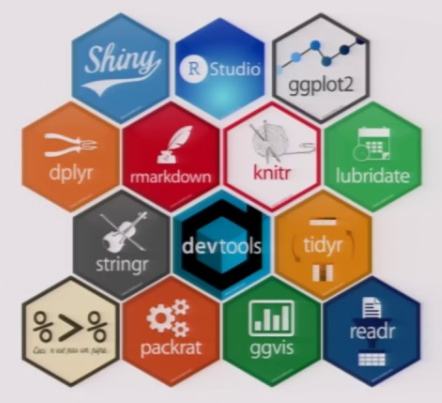 Shiny
R Studio
ggplot2
dplyr
rmarkdown
knitr
lubridate
stringr
devtools
tidyr
%>%
Ceci n'est pas un pipe.
packrat
ggvis
readr